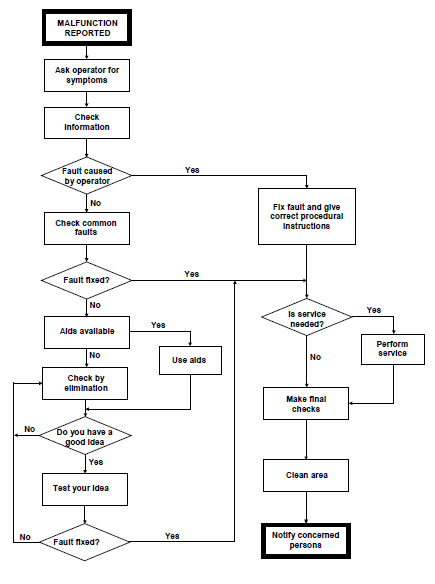 MALFUNCTION
REPORTED
Ask operator for
symptoms
Check
Information
Fault caused
by operator
Yes
No
Fix fault and give
correct procedural
instructions
Check common
faults
Fault fixed?
Yes
No
Is service
needed?
Yes
No
Perform
service
Aids available
Yes
No
Use aids
Check by
elimination
Make final
checks
Do you have a
good idea
No
Yes
Test your idea
Clean area
Fault fixed?
No
Yes
Notify concerned
persons